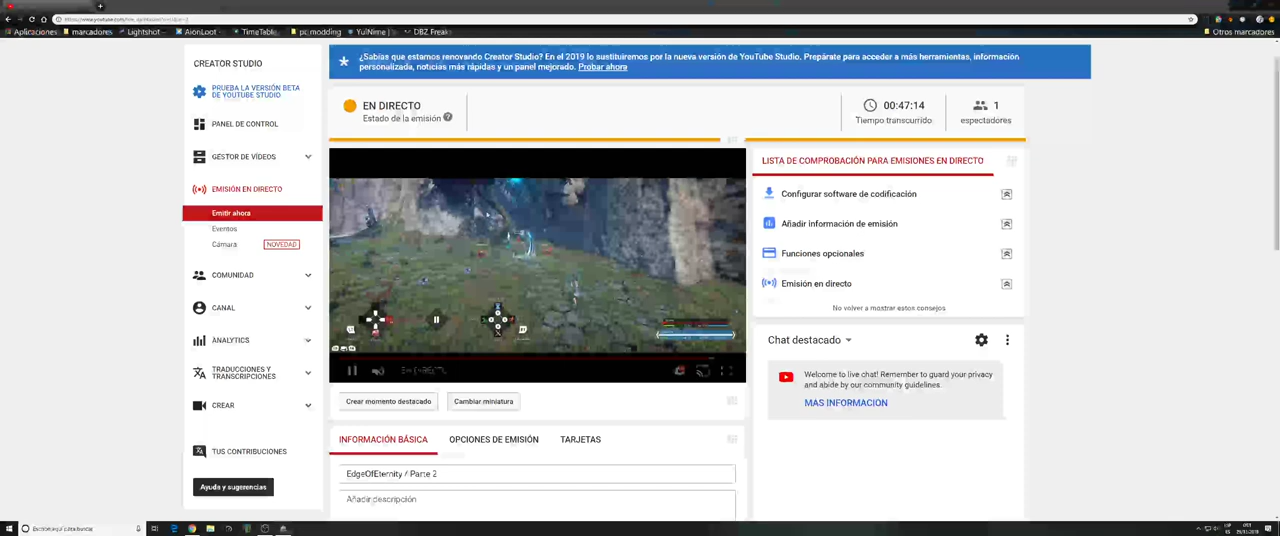 Aplicaciones marcadores Lightshot AionLoot TimeTable pc modding YuiNime DBZ Freak Otros marcadores
CREATOR STUDIO
PRUEBA LA VERSIÓN BETA
DE YOUTUBE STUDIO
PANEL DE CONTROL
GESTOR DE VÍDEOS
EMISIÓN EN DIRECTO
Emitir ahora
Eventos
Cámara NOVEDAD
COMUNIDAD
CANAL
ANALYTICS
TRADUCCIONES Y
TRANSCRIPCIONES
CREAR
TUS CONTRIBUCIONES
Ayuda y sugerencias
¿Sabías que estamos renovando Creator Studio? En el 2019 lo sustituiremos por la nueva versión de YouTube Studio. Prepárate para acceder a más herramientas, información
personalizada, noticias más rápidas y un panel mejorado. Probar ahora
EN DIRECTO
Estado de la emisión
00:47:14
Tiempo transcurrido
1
espectadores
Crear momento destacado Cambiar miniatura
INFORMACIÓN BÁSICA OPCIONES DE EMISIÓN TARJETAS
EdgeOfEternity / Parte 2
Añadir descripción
LISTA DE COMPROBACIÓN PARA EMISIONES EN DIRECTO
Configurar software de codificación
Añadir información de emisión
Funciones opcionales
Emisión en directo
No volver a mostrar estos consejos
Chat destacado
Welcome to live chat! Remember to guard your privacy
and abide by our community guidelines.
MÁS INFORMACIÓN